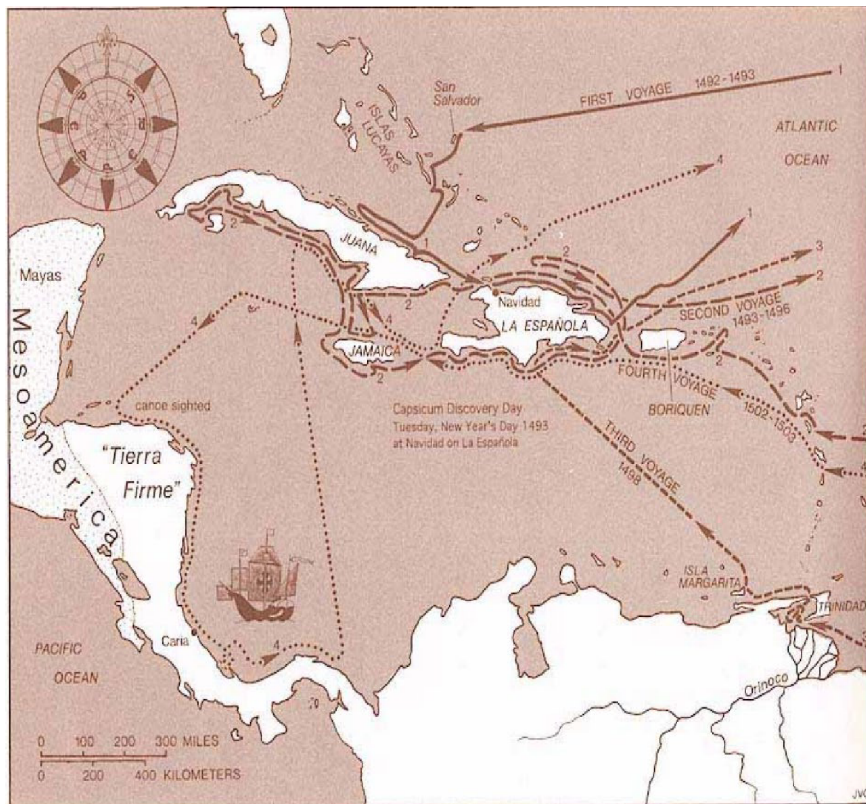 San
Salvador
ISLAS
LUCAYAS
FIRST VOYAGE 1492-1493
1
ATLANTIC
OCEAN
4
1
3
2
2
JUANA
1
2
Navidad
LA ESPAÑOLA
SECOND VOYAGE
1493-1496
Mayas
Mesoamerica
4
4
JAMAICA
2
2
BORIQUEN
FOURTH VOYAGE
1502-1503
canoe sighted
Capsicum Discovery Day
Tuesday, New Year's Day 1493
at Navidad on La Española
"Tierra
Firme"
THIRD VOYAGE
1498
4
ISLA
MARGARITA
TRINIDAD
Caria
4
PACIFIC
OCEAN
Orinoco
0 100 200 300 MILES
0 200 400 KILOMETERS